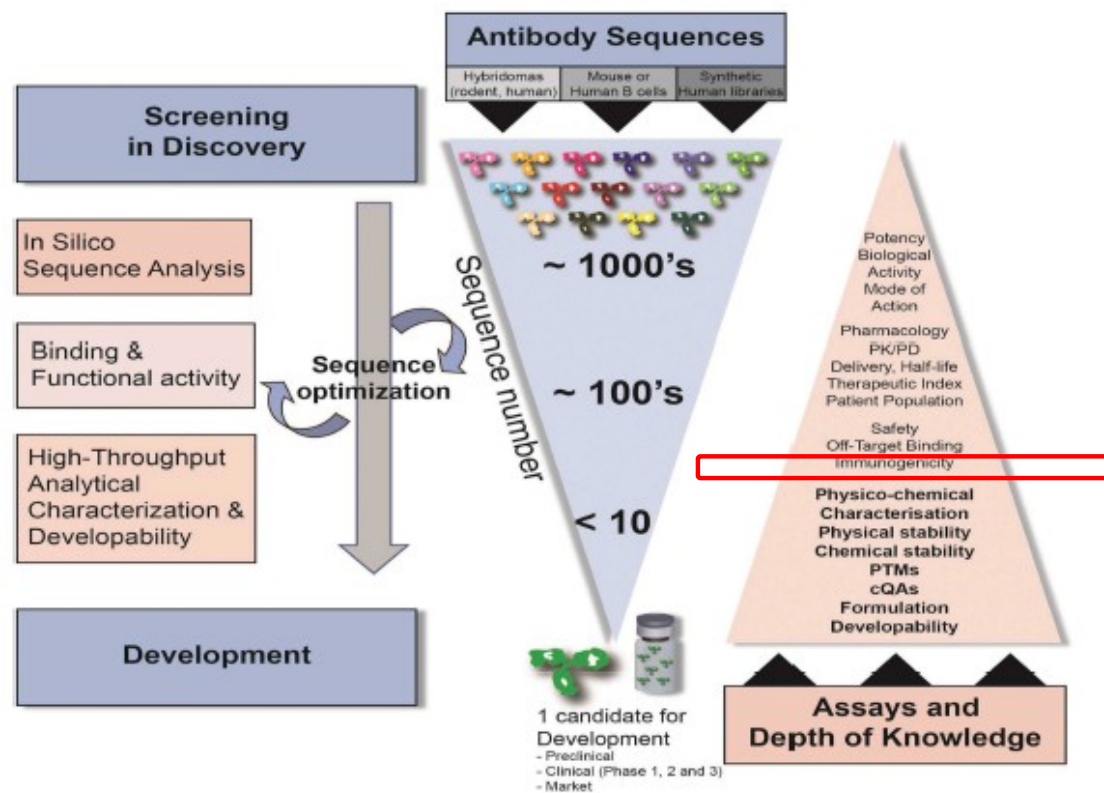 Antibody Sequences
Hybridomas
(rodent, human)
Mouse or
Human B cells
Synthetic
Human libraries
Screening
in Discovery
In Silico
Sequence Analysis
Binding &
Functional activity
High-Throughput
Analytical
Characterization &
Developability
Development
Sequence
optimization
Sequence number
~ 1000's
~ 100's
< 10
1 candidate for
Development
- Preclinical
- Clinical (Phase 1, 2 and 3)
- Market
Potency
Biological
Activity
Mode of
Action
Pharmacology
PK/PD
Delivery, Half-life
Therapeutic Index
Patient Population
Safety
Off-Target Binding
Immunogenicity
Physico-chemical
Characterisation
Physical stability
Chemical stability
PTMs
cQAs
Formulation
Developability
Assays and
Depth of Knowledge